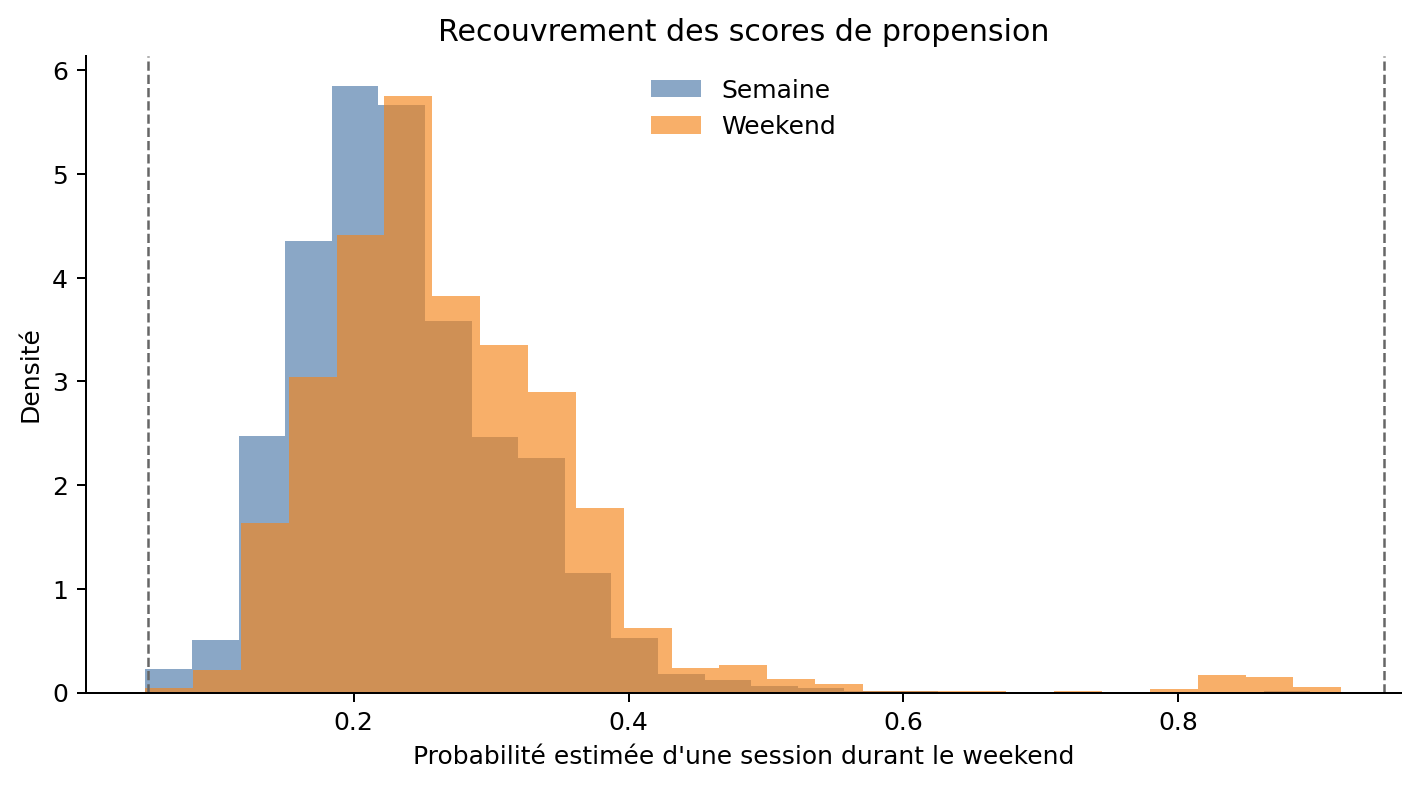 Recouvrement des scores de propension
Semaine
Weekend
Densité
6
5
4
3
2
1
0
0.2
0.4
0.6
0.8
Probabilité estimée d'une session durant le weekend